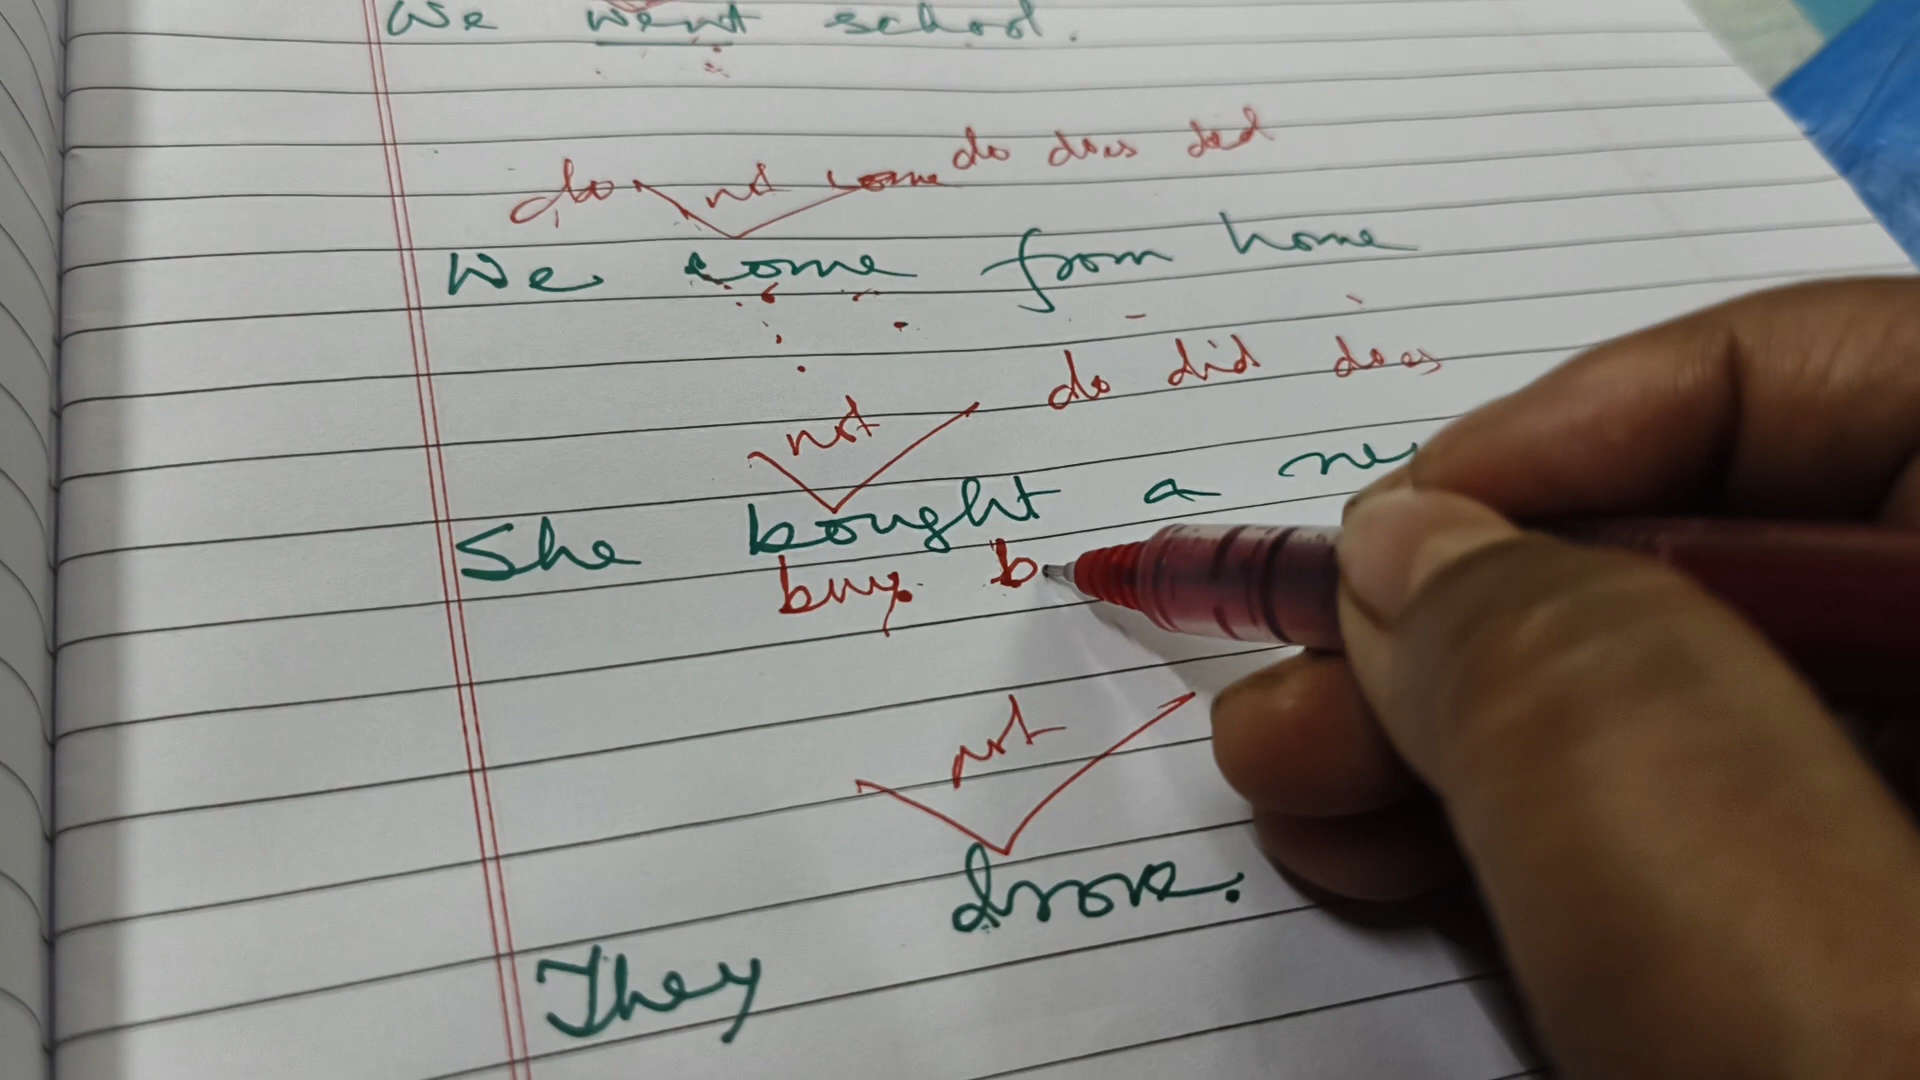 We went school.
do not come do does did
We come from home
not do did does
She bought a
buy. b
not
drove.
They